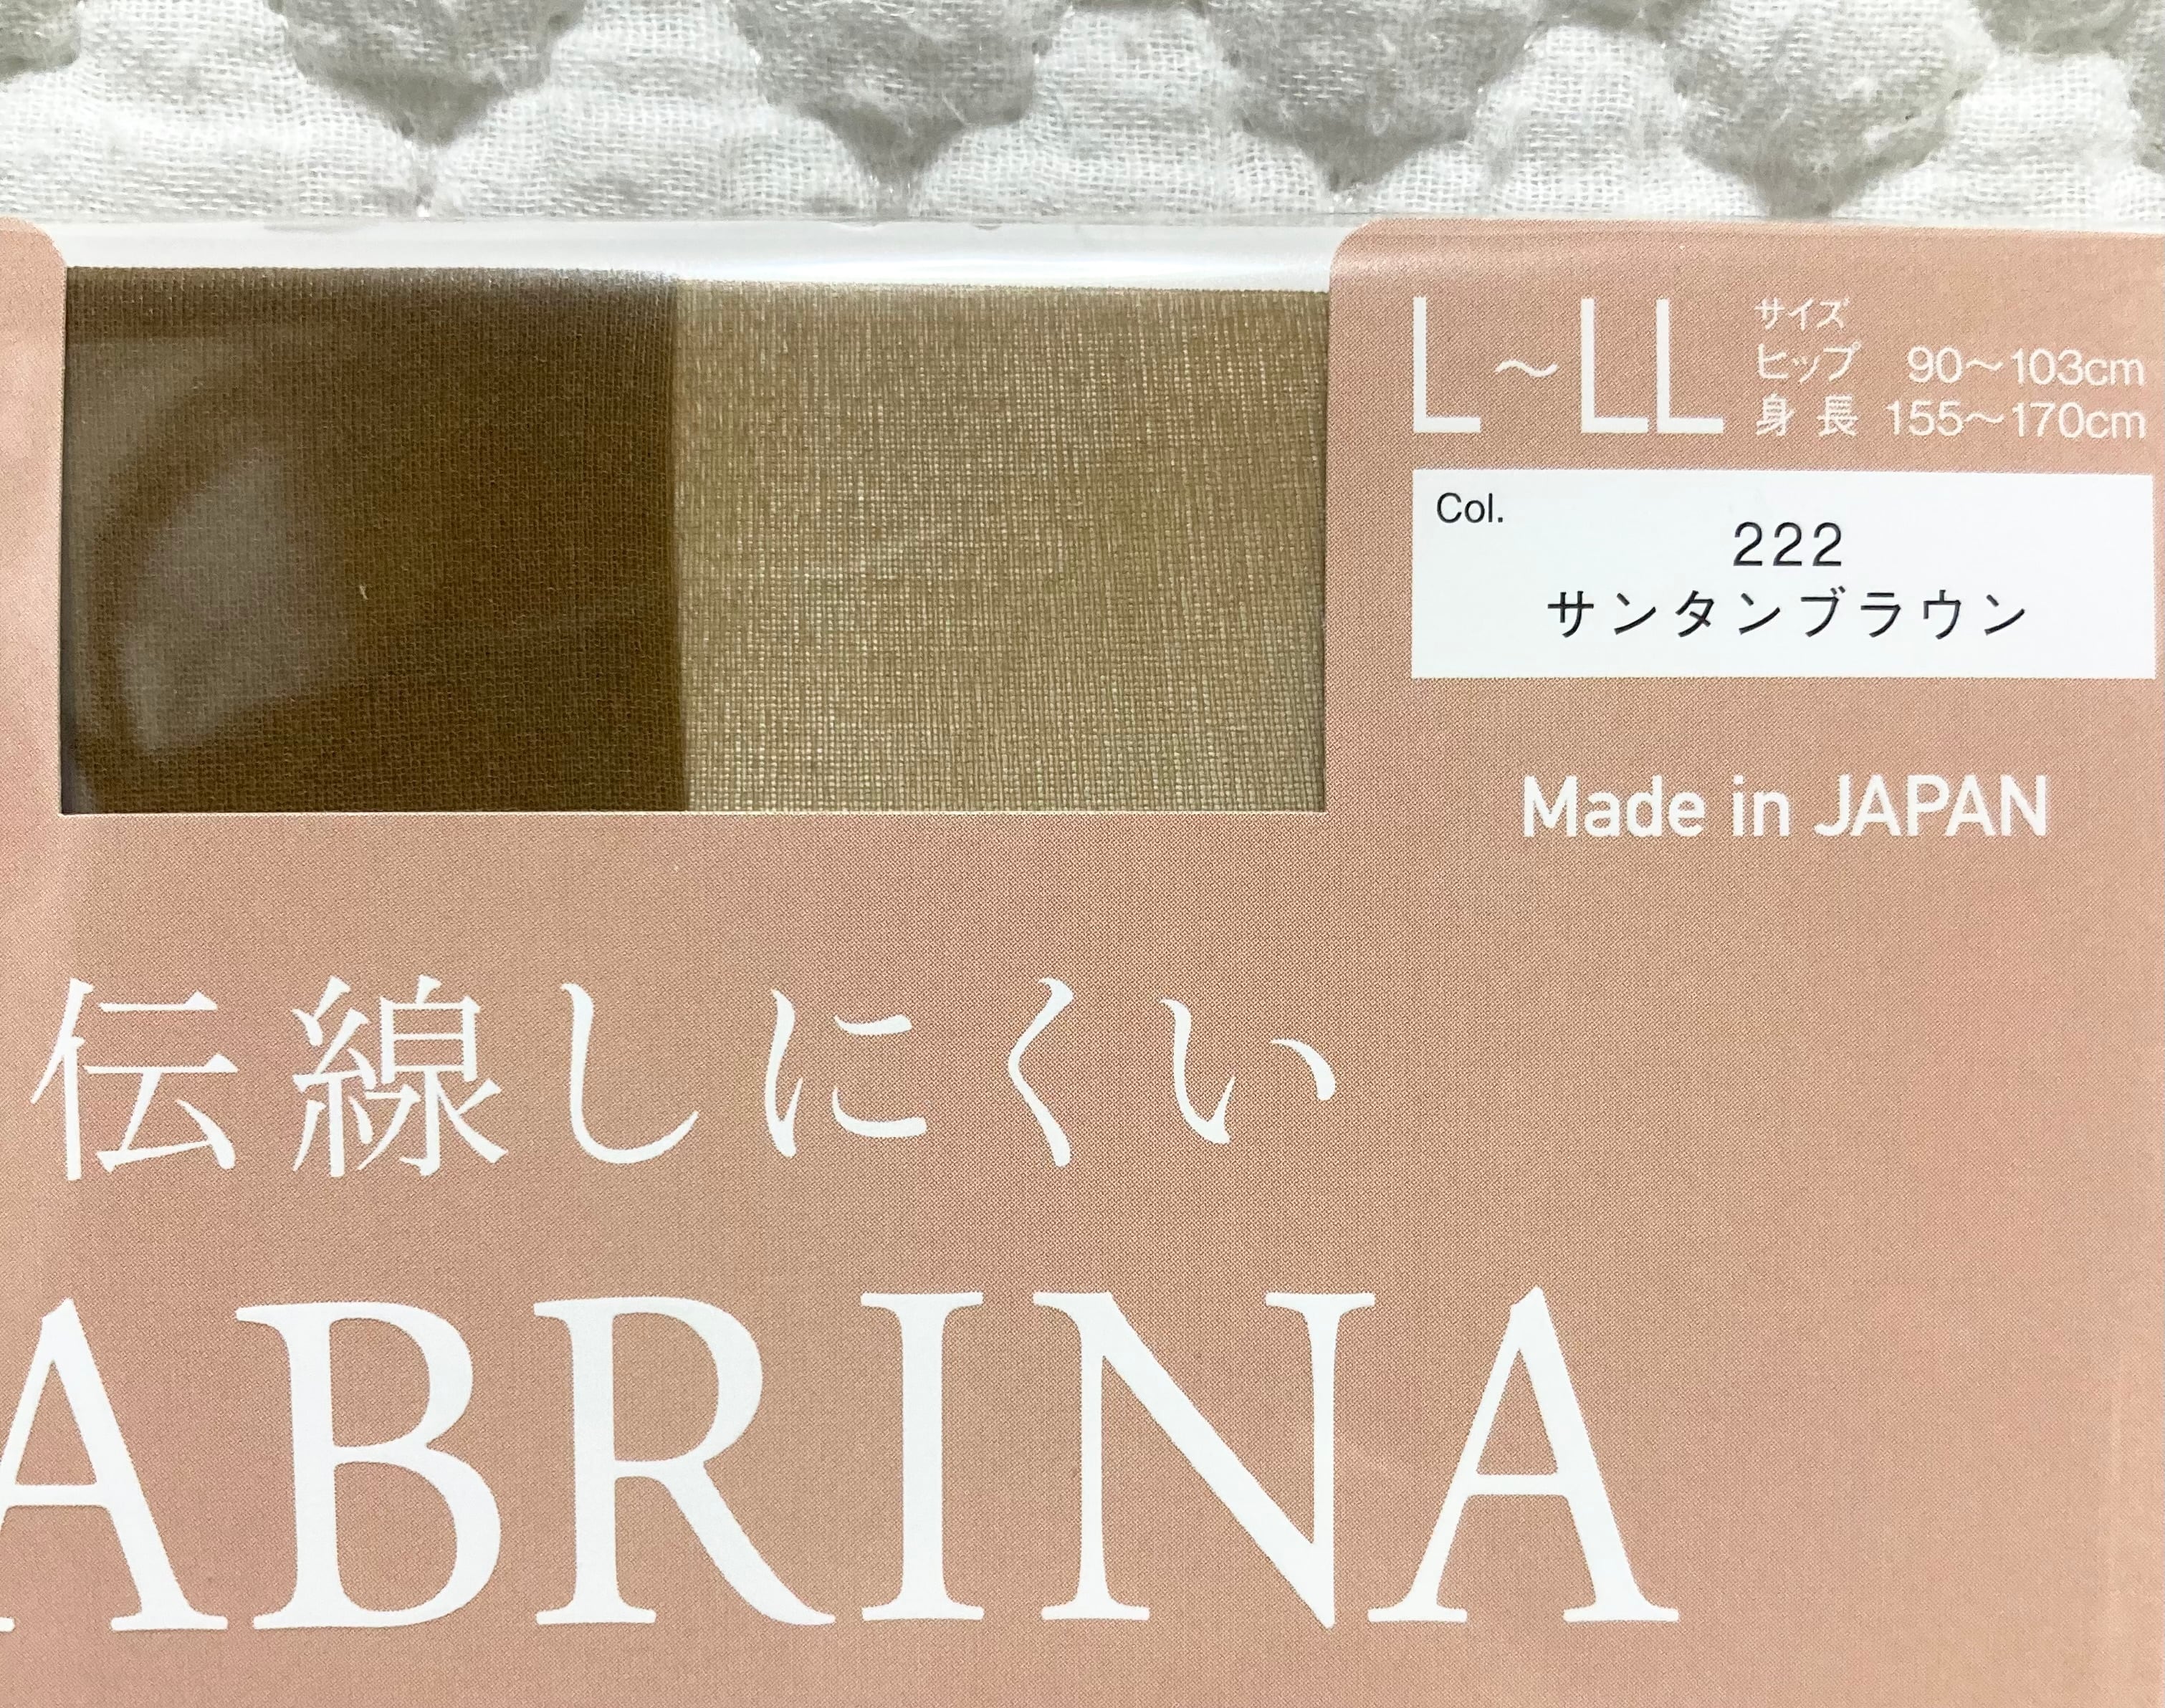 L～LL
サイズ
ヒップ 90～103cm
身長 155～170cm
Col.
222
サンタンブラウン
Made in JAPAN
伝線しにくい
ABRINA